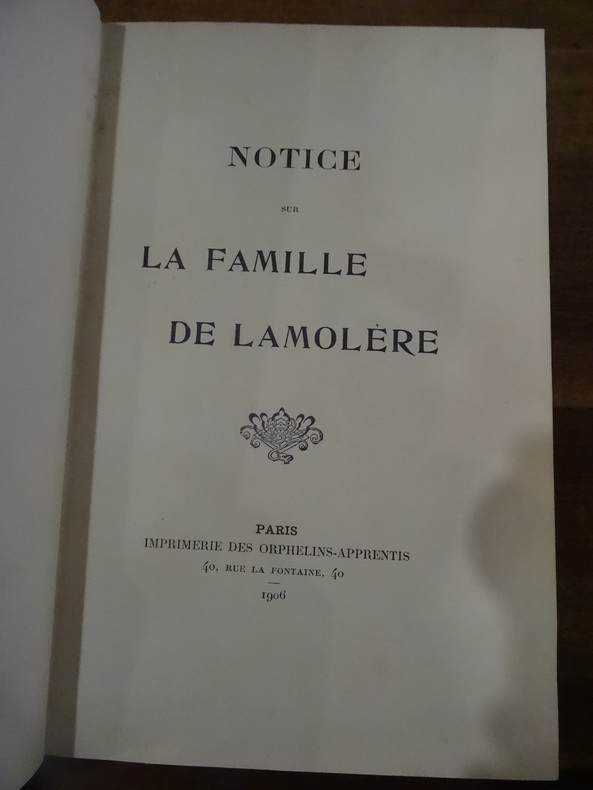 NOTICE
SUR
LA FAMILLE
DE LAMOLÈRE
PARIS
IMPRIMERIE DES ORPHELINS-APPRENTIS
40, RUE LA FONTAINE, 40
1906